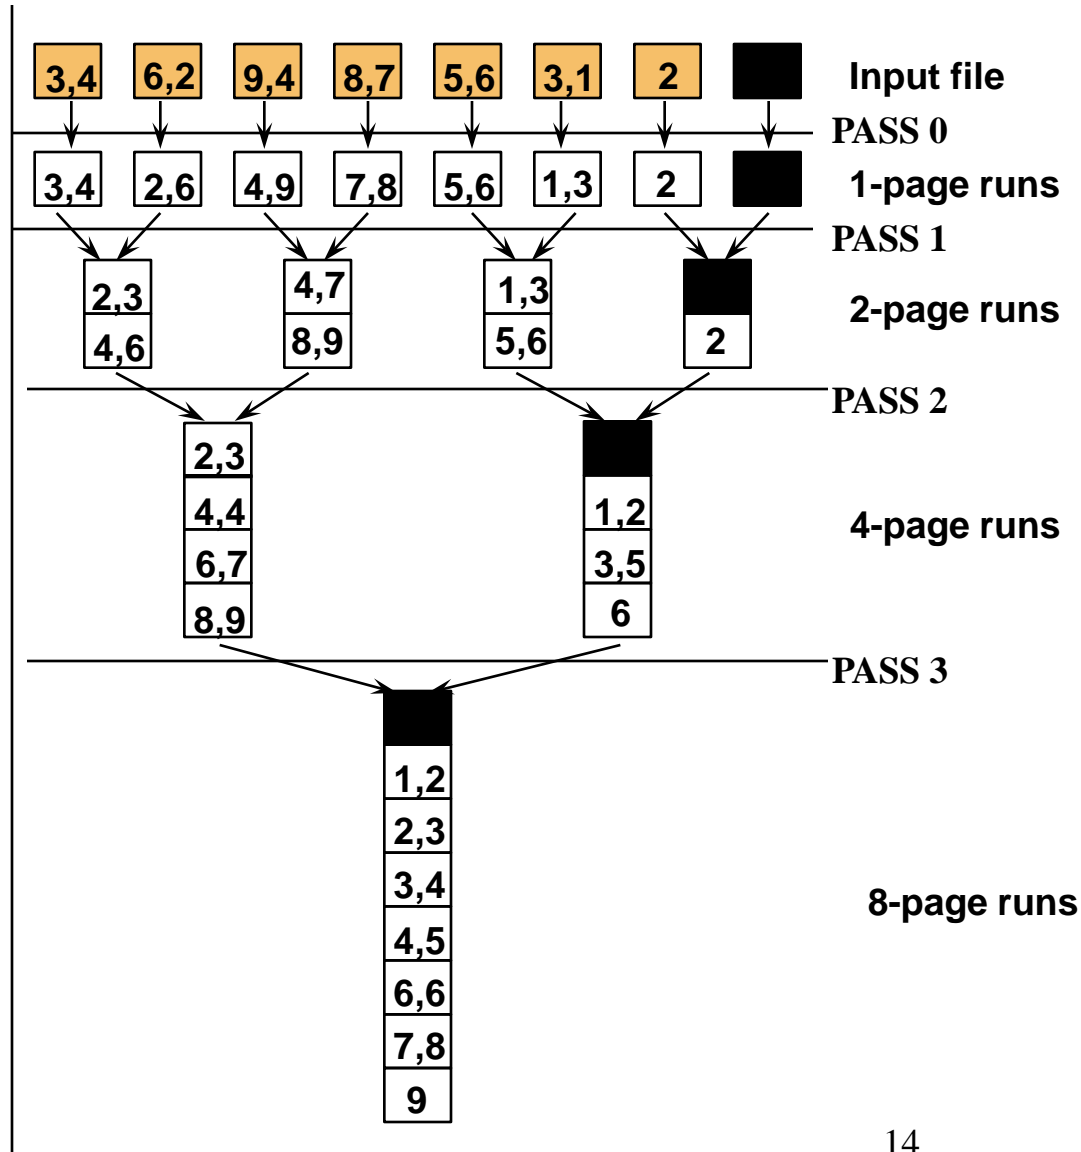 3,4 6,2 9,4 8,7 5,6 3,1 2 Input file
PASS 0
3,4 2,6 4,9 7,8 5,6 1,3 2 1-page runs
PASS 1
2,3 4,7 1,3 2-page runs
4,6 8,9 5,6 2
PASS 2
2,3
4,4 1,2 4-page runs
6,7 3,5
8,9 6
PASS 3
1,2
2,3
3,4 8-page runs
4,5
6,6
7,8
9
14